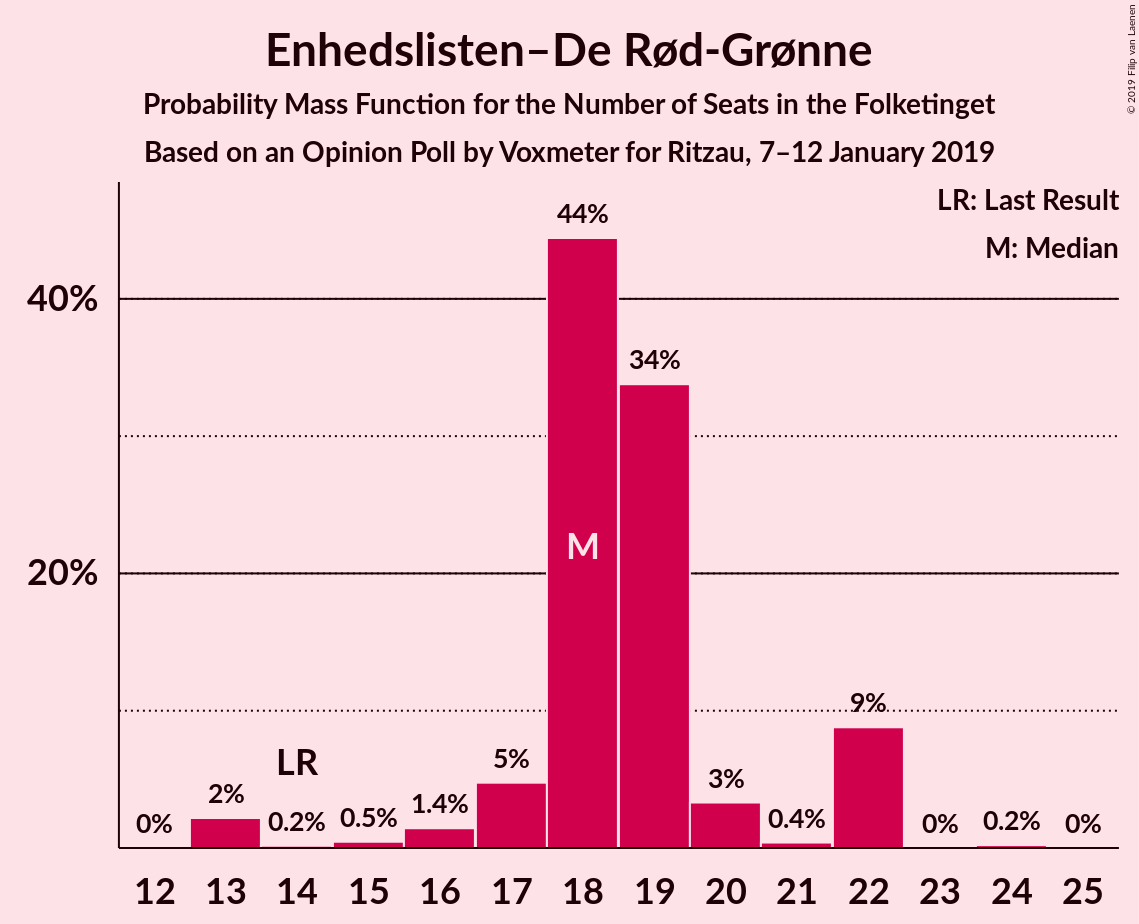 Enhedslisten–De Rød-Grønne
Probability Mass Function for the Number of Seats in the Folketinget
Based on an Opinion Poll by Voxmeter for Ritzau, 7–12 January 2019
© 2019 Filip van Laenen
LR: Last Result
M: Median
40%
20%
0%
2%
LR
0.2%
0.5%
1.4%
5%
44%
M
34%
3%
0.4%
9%
0%
0.2%
0%
12 13 14 15 16 17 18 19 20 21 22 23 24 25